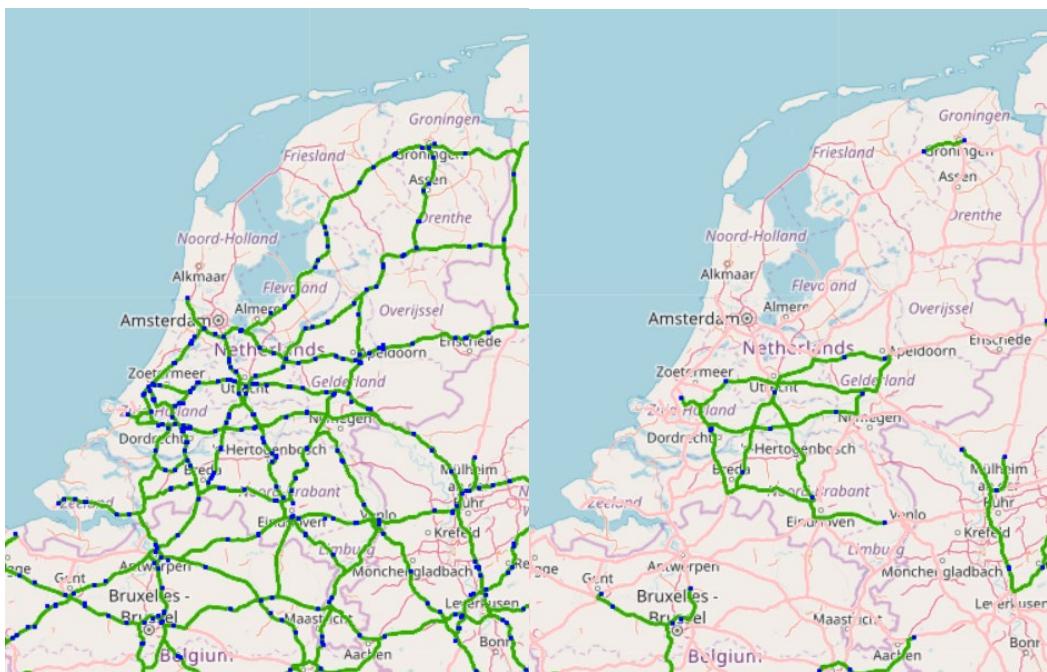 Groningen
Groningen
Friesland
Assen
Drenthe
Noord-Holland
Alkmaar
Flevoland
Overijssel
Amsterdam
Almere
Enschede
Netherlands
Apeldoorn
Zoetermeer
Utrecht
Gelderland
Zuid-Holland
Nijmegen
Dordrecht
's-Hertogenbosch
Mülheim
Breda
Ruhr
Zeeland
Noord-Brabant
Eindhoven
Venlo
Krefeld
Limburg
Antwerpen
Mönchengladbach
Gent
Bruxelles -
Brussel
Leverkusen
Maastricht
Bonn
Aachen
Belgium
Groningen
Groningen
Friesland
Assen
Drenthe
Noord-Holland
Alkmaar
Flevoland
Overijssel
Amsterdam
Almere
Enschede
Netherlands
Apeldoorn
Zoetermeer
Utrecht
Gelderland
Zuid-Holland
Nijmegen
Dordrecht
Hertogenbosch
Mülheim
an der
Ruhr
Breda
Noord-Brabant
Zeeland
Eindhoven
Venlo
Krefeld
Limburg
Antwerpen
Mönchengladbach
Gent
Bruxelles -
Brussel
Leverkusen
Maastricht
Bonn
Aachen
Belgium